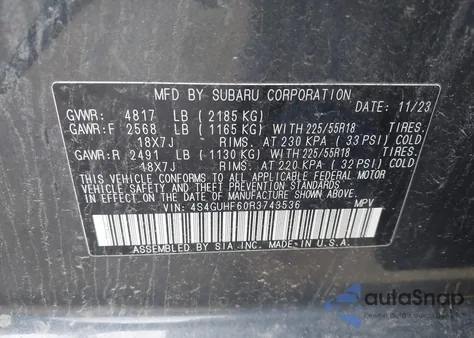 MFD BY SUBARU CORPORATION
DATE: 11/23
GVWR: 4817 LB (2185 KG)
GAWR:F 2568 LB (1165 KG) WITH 225/55R18 TIRES.
18X7J RIMS. AT 230 KPA ( 33 PSI) COLD
GAWR:R 2491 LB (1130 KG) WITH 225/55R18 TIRES.
18X7J RIMS. AT 220 KPA ( 32 PSI) COLD
THIS VEHICLE CONFORMS TO ALL APPLICABLE FEDERAL MOTOR
VEHICLE SAFETY, BUMPER, AND THEFT PREVENTION STANDARDS
IN EFFECT ON THE DATE OF MANUFACTURE SHOWN ABOVE.
VIN: 4S4GUHF60R3743536 MPV
ASSEMBLED BY SIA INC. MADE IN U.S.A.
autoSnap